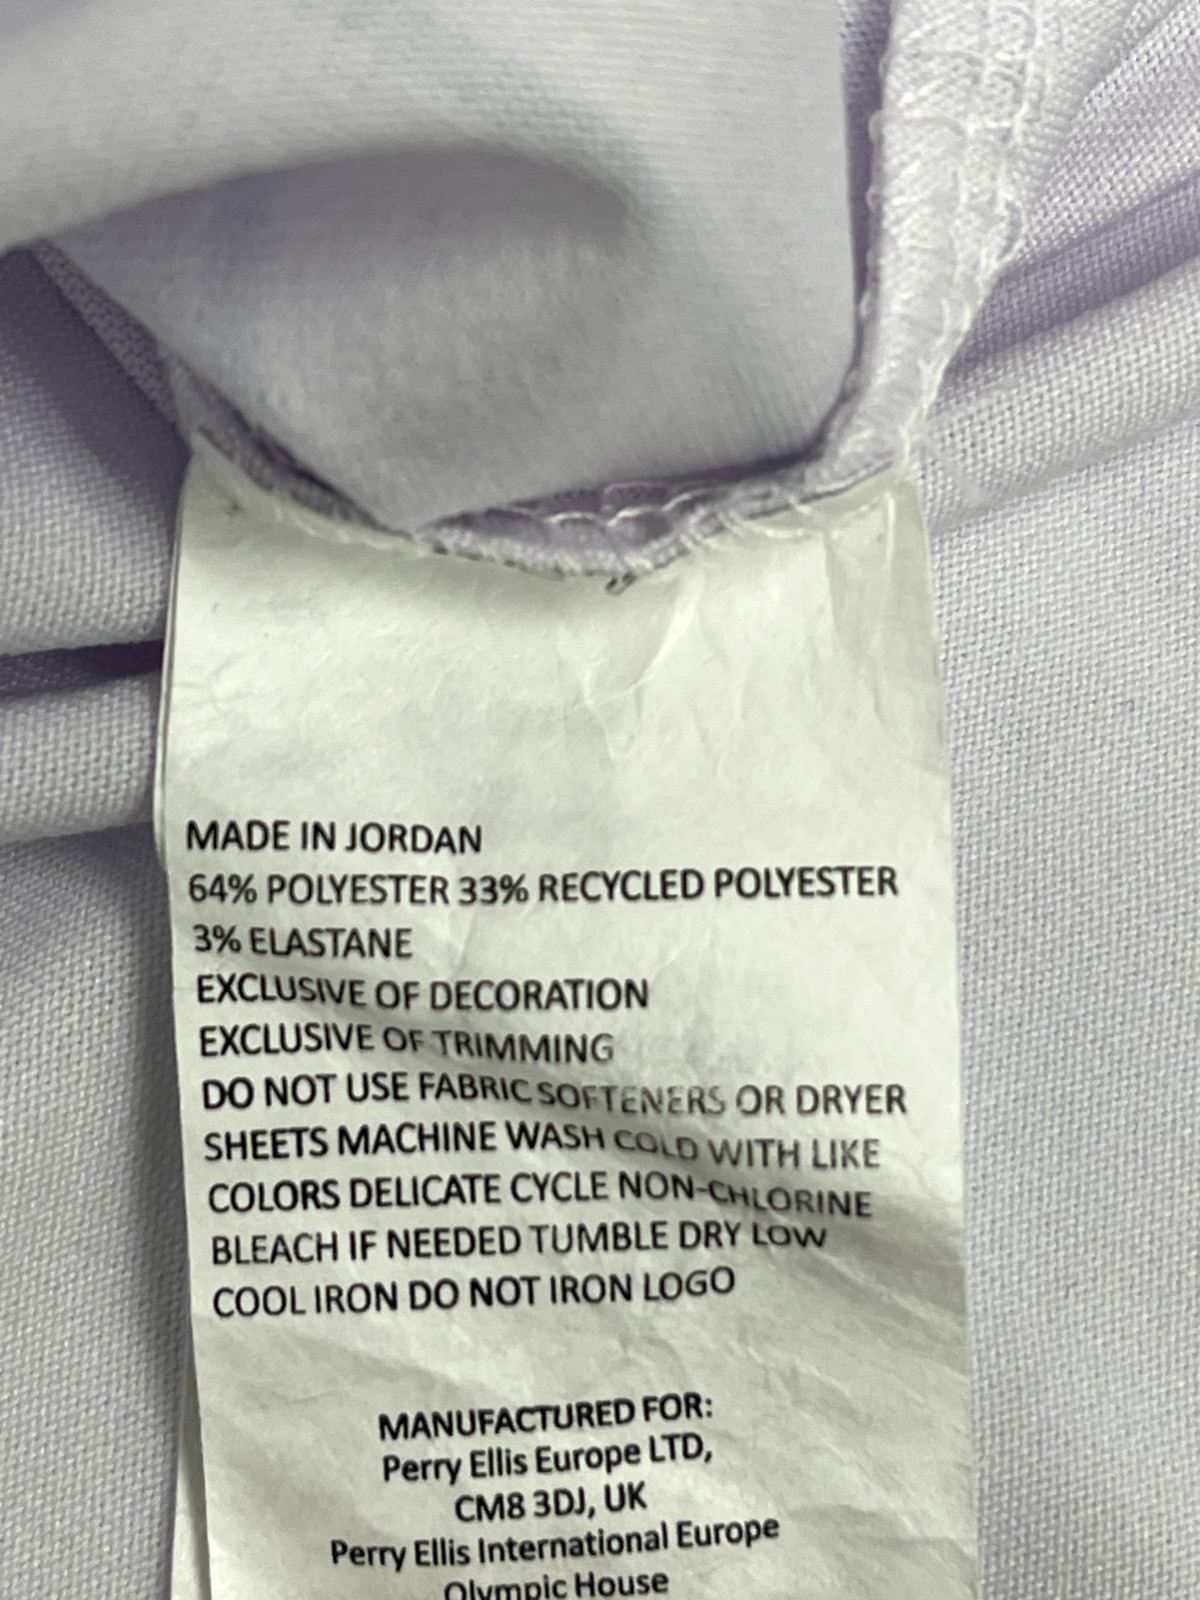 MADE IN JORDAN
64% POLYESTER 33% RECYCLED POLYESTER
3% ELASTANE
EXCLUSIVE OF DECORATION
EXCLUSIVE OF TRIMMING
DO NOT USE FABRIC SOFTENERS OR DRYER
SHEETS MACHINE WASH COLD WITH LIKE
COLORS DELICATE CYCLE NON-CHLORINE
BLEACH IF NEEDED TUMBLE DRY LOW
COOL IRON DO NOT IRON LOGO
MANUFACTURED FOR:
Perry Ellis Europe LTD,
CM8 3DJ, UK
Perry Ellis International Europe
Olympic House